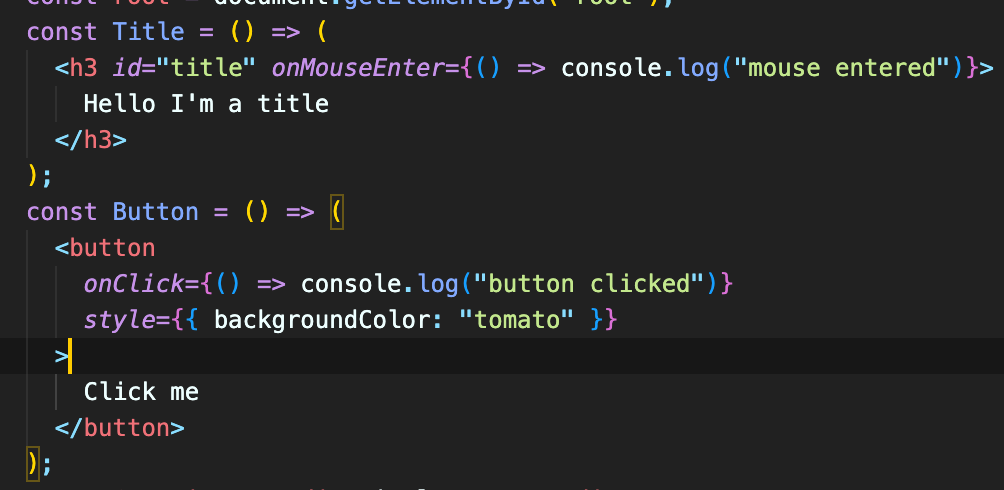 const root = document.getElementById("root");
const Title = () => (
<h3 id="title" onMouseEnter={() => console.log("mouse entered")}>
Hello I'm a title
</h3>
);
const Button = () => (
<button
onClick={() => console.log("button clicked")}
style={{ backgroundColor: "tomato" }}
>
Click me
</button>
);